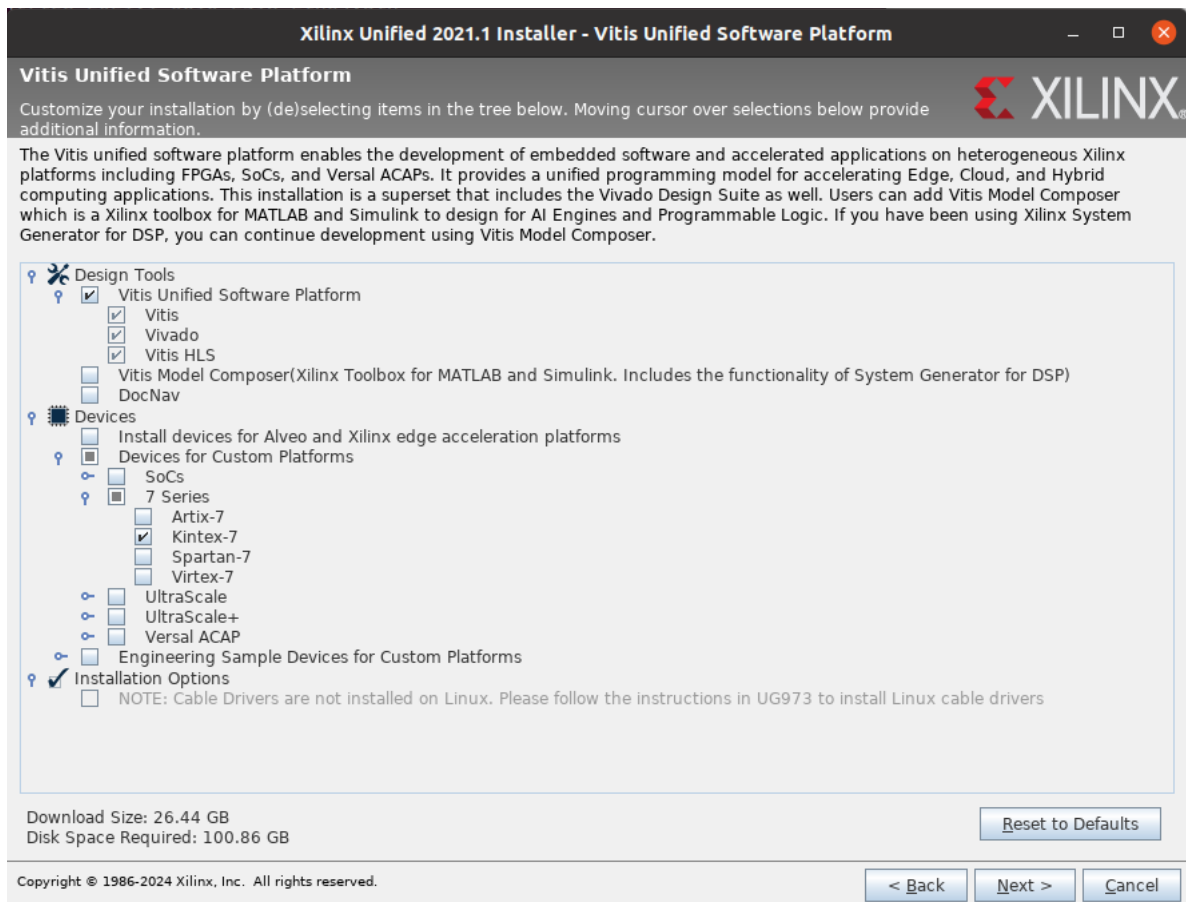 Xilinx Unified 2021.1 Installer - Vitis Unified Software Platform
Vitis Unified Software Platform
Customize your installation by (de)selecting items in the tree below. Moving cursor over selections below provide
additional information.
XILINX
The Vitis unified software platform enables the development of embedded software and accelerated applications on heterogeneous Xilinx
platforms including FPGAs, SoCs, and Versal ACAPs. It provides a unified programming model for accelerating Edge, Cloud, and Hybrid
computing applications. This installation is a superset that includes the Vivado Design Suite as well. Users can add Vitis Model Composer
which is a Xilinx toolbox for MATLAB and Simulink to design for AI Engines and Programmable Logic. If you have been using Xilinx System
Generator for DSP, you can continue development using Vitis Model Composer.
Design Tools
Vitis Unified Software Platform
Vitis
Vivado
Vitis HLS
Vitis Model Composer(Xilinx Toolbox for MATLAB and Simulink. Includes the functionality of System Generator for DSP)
DocNav
Devices
Install devices for Alveo and Xilinx edge acceleration platforms
Devices for Custom Platforms
SoCs
7 Series
Artix-7
Kintex-7
Spartan-7
Virtex-7
UltraScale
UltraScale+
Versal ACAP
Engineering Sample Devices for Custom Platforms
Installation Options
NOTE: Cable Drivers are not installed on Linux. Please follow the instructions in UG973 to install Linux cable drivers
Download Size: 26.44 GB
Disk Space Required: 100.86 GB
Reset to Defaults
Copyright © 1986-2024 Xilinx, Inc. All rights reserved.
< Back
Next >
Cancel